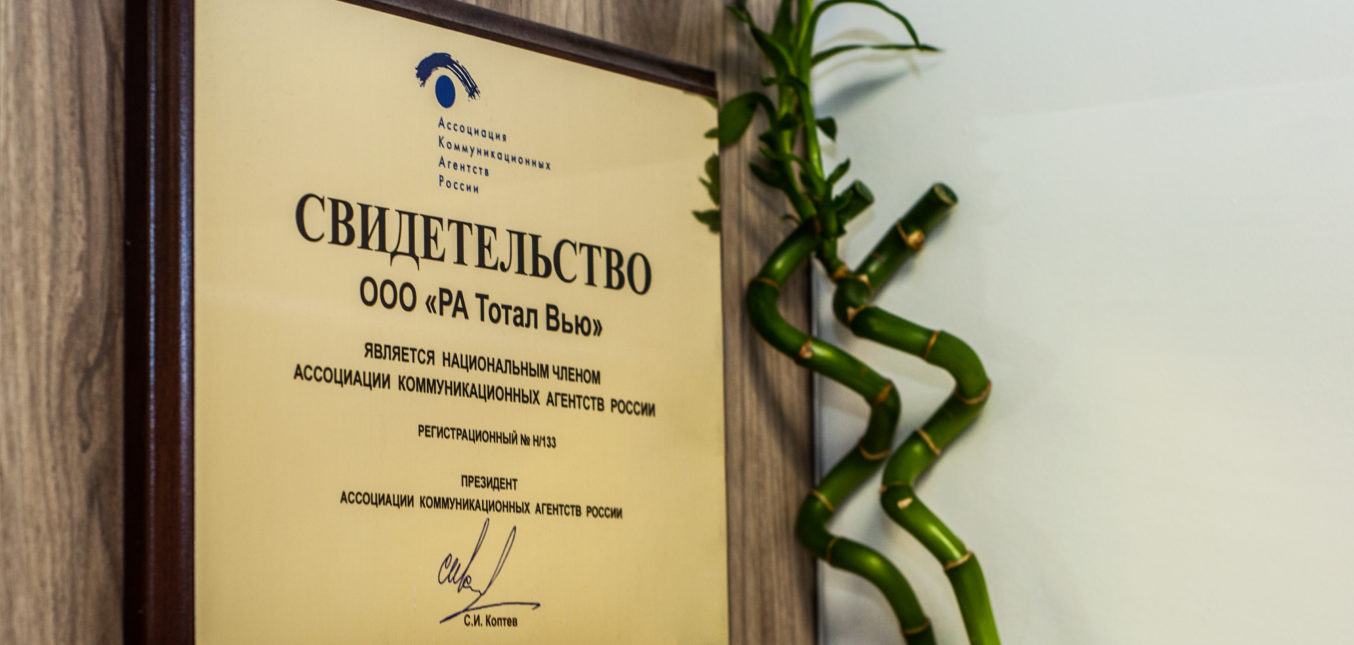 Ассоциация
Коммуникационных
Агентств
России
СВИДЕТЕЛЬСТВО
ООО «РА Тотал Вью»
ЯВЛЯЕТСЯ НАЦИОНАЛЬНЫМ ЧЛЕНОМ
АССОЦИАЦИИ КОММУНИКАЦИОННЫХ АГЕНТСТВ РОССИИ
РЕГИСТРАЦИОННЫЙ № Н/133
ПРЕЗИДЕНТ
АССОЦИАЦИИ КОММУНИКАЦИОННЫХ АГЕНТСТВ РОССИИ
С.И. Коптев